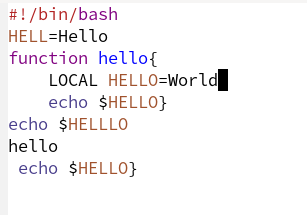 #!/bin/bash
HELL=Hello
function hello{
    LOCAL HELLO=World
    echo $HELLO}
echo $HELLLO
hello
 echo $HELLO}